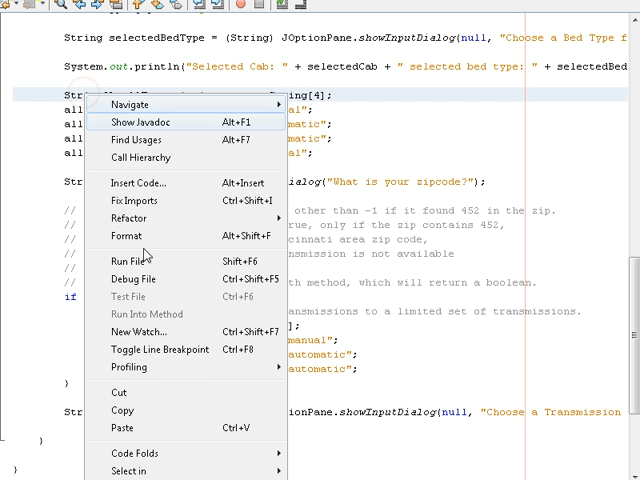 String selectedBedType = (String) JOptionPane.showInputDialog(null, "Choose a Bed Type f
System.out.println("Selected Cab: " + selectedCab + " selected bed type: " + selectedBed
Str ing[4];
all al";
all matic";
all matic";
all al";
Str ialog("What is your zipcode?");
// other than -1 if it found 452 in the zip.
// rue, only if the zip contains 452,
// cinnati area zip code,
// nsmission is not available
//
// th method, which will return a boolean.
if ansmissions to a limited set of transmissions.
];
manual";
automatic";
automatic";
}
Str ptionPane.showInputDialog(null, "Choose a Transmission
}
}
Navigate
Show Javadoc Alt+F1
Find Usages Alt+F7
Call Hierarchy
Insert Code... Alt+Insert
Fix Imports Ctrl+Shift+I
Refactor
Format Alt+Shift+F
Run File Shift+F6
Debug File Ctrl+Shift+F5
Test File Ctrl+F6
Run Into Method
New Watch... Ctrl+Shift+F7
Toggle Line Breakpoint Ctrl+F8
Profiling
Cut
Copy
Paste Ctrl+V
Code Folds
Select in